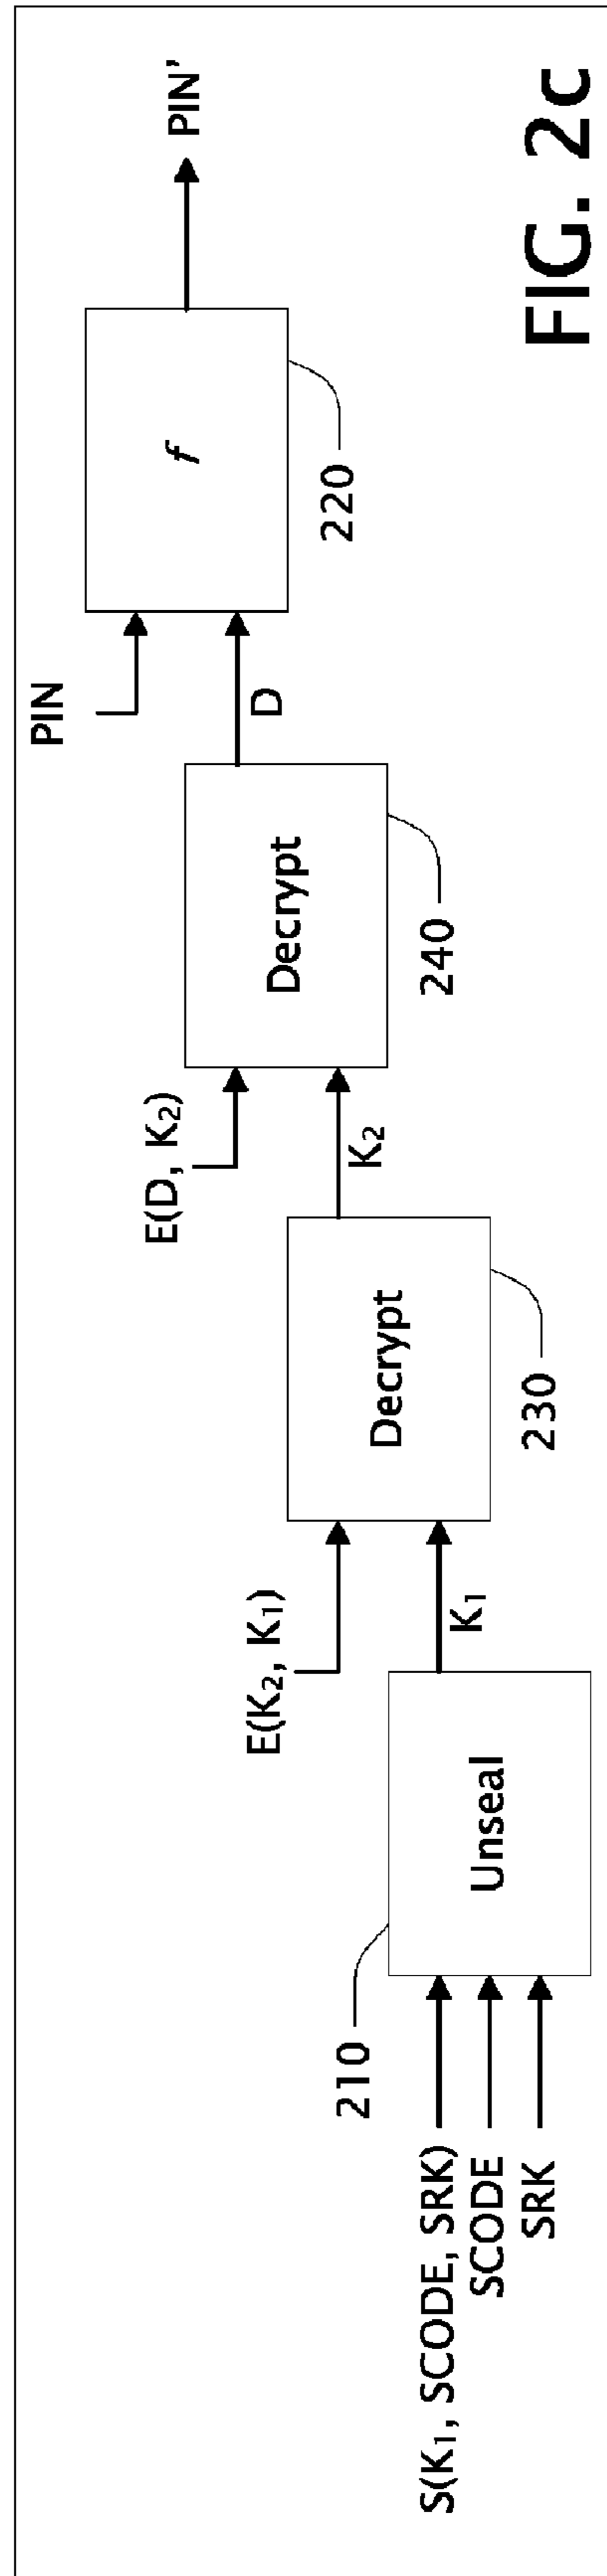 S(K₁, SCODE, SRK)
SCODE
SRK
210
Unseal
K₁
E(K₂, K₁)
Decrypt
230
K₂
E(D, K₂)
Decrypt
240
D
PIN
f
220
PIN'
FIG. 2c